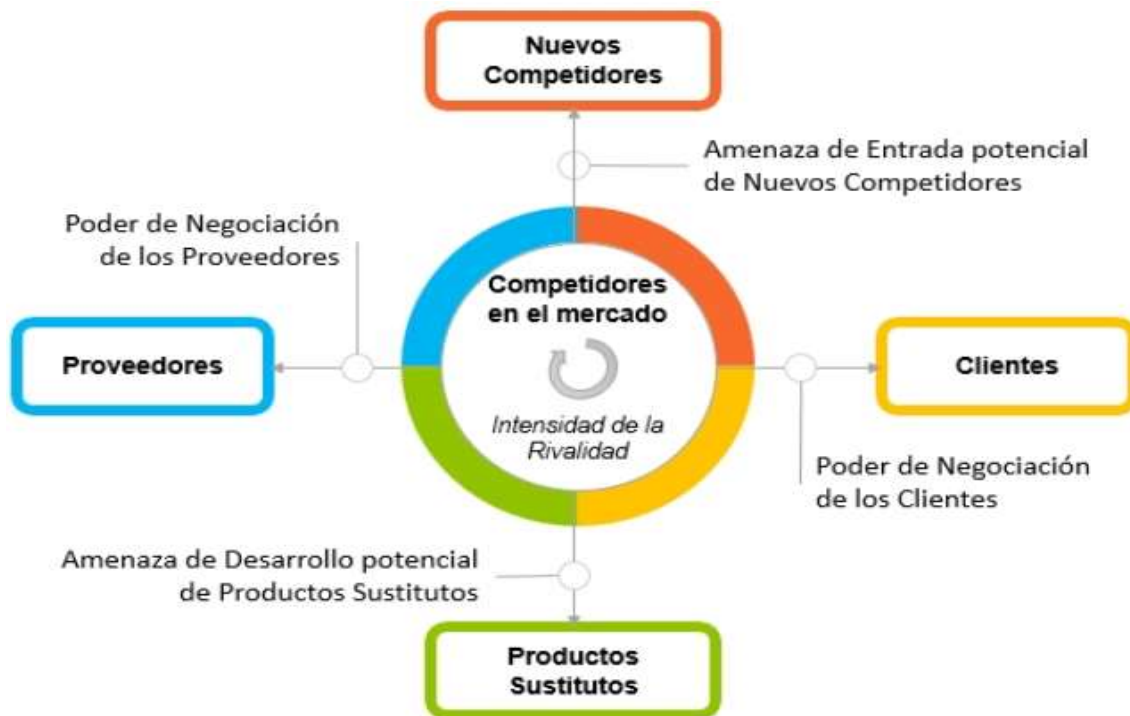 Nuevos
Competidores
Amenaza de Entrada potencial
de Nuevos Competidores
Poder de Negociación
de los Proveedores
Competidores
en el mercado
Proveedores
Clientes
Intensidad de la
Rivalidad
Poder de Negociación
de los Clientes
Amenaza de Desarrollo potencial
de Productos Sustitutos
Productos
Sustitutos